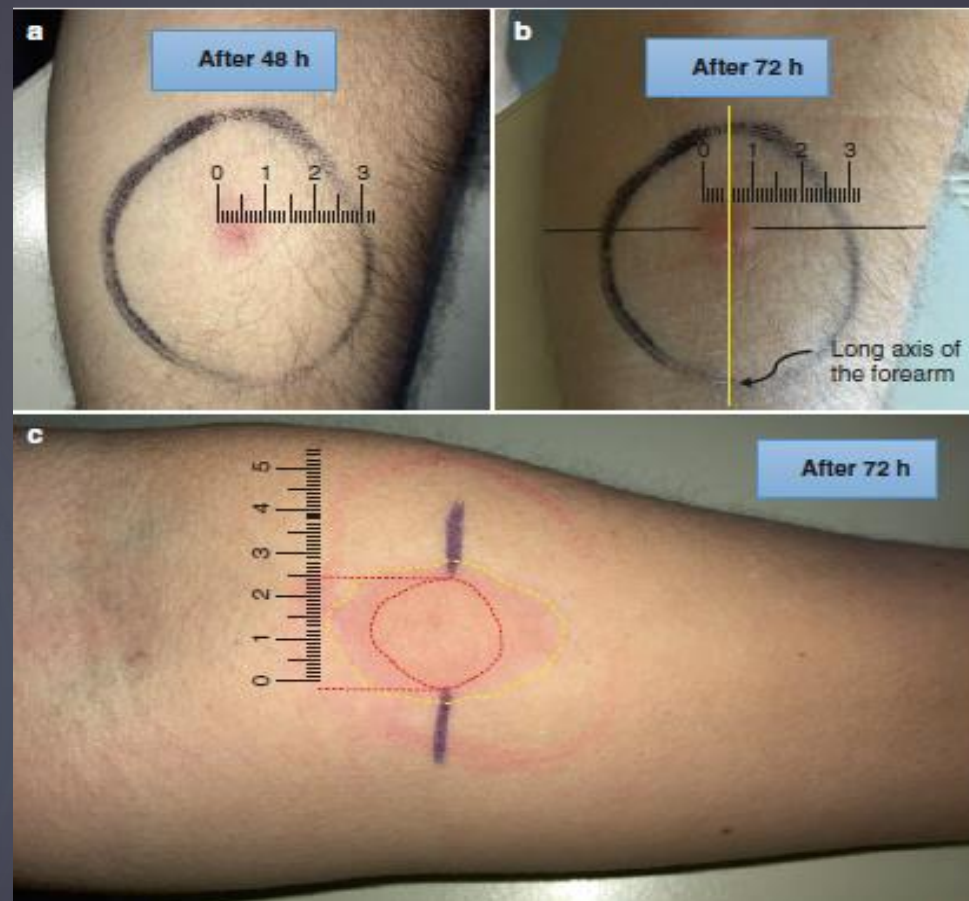 a
After 48 h
0 1 2 3
b
After 72 h
0 1 2 3
Long axis of
the forearm
c
After 72 h
5
4
3
2
1
0